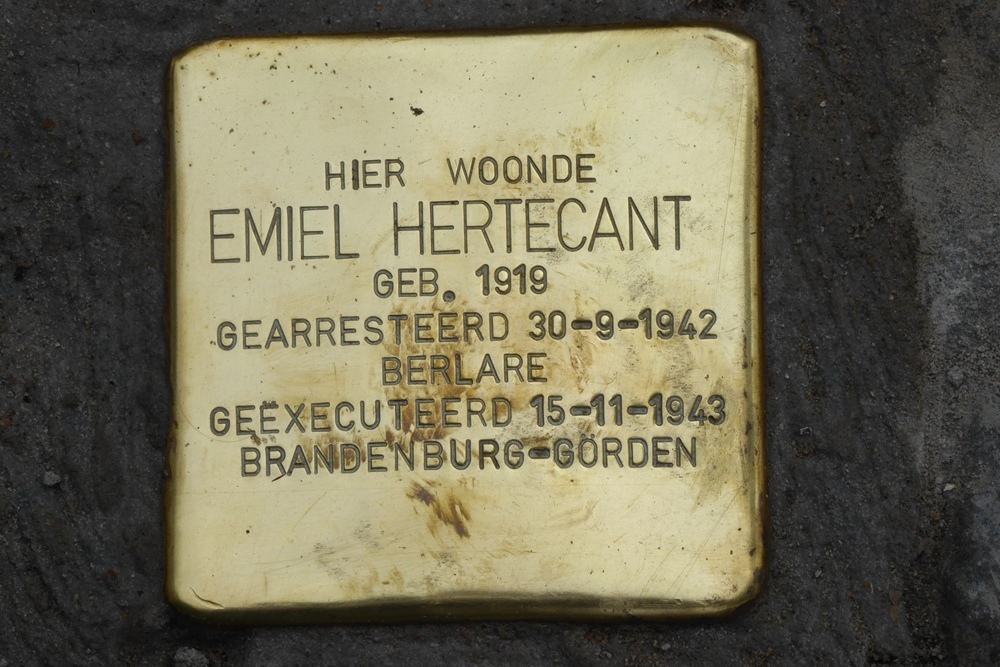 HIER WOONDE
EMIEL HERTECANT
GEB. 1919
GEARRESTEERD 30-9-1942
BERLARE
GEËXECUTEERD 15-11-1943
BRANDENBURG-GÖRDEN